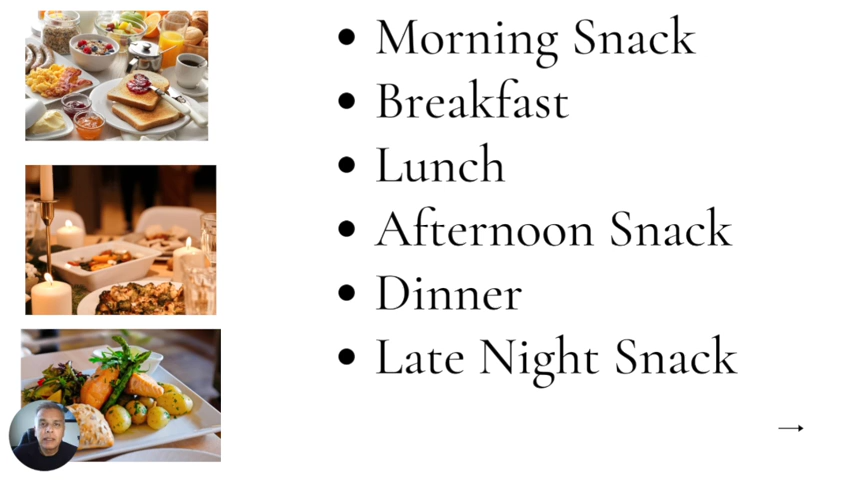 Morning Snack
Breakfast
Lunch
Afternoon Snack
Dinner
Late Night Snack